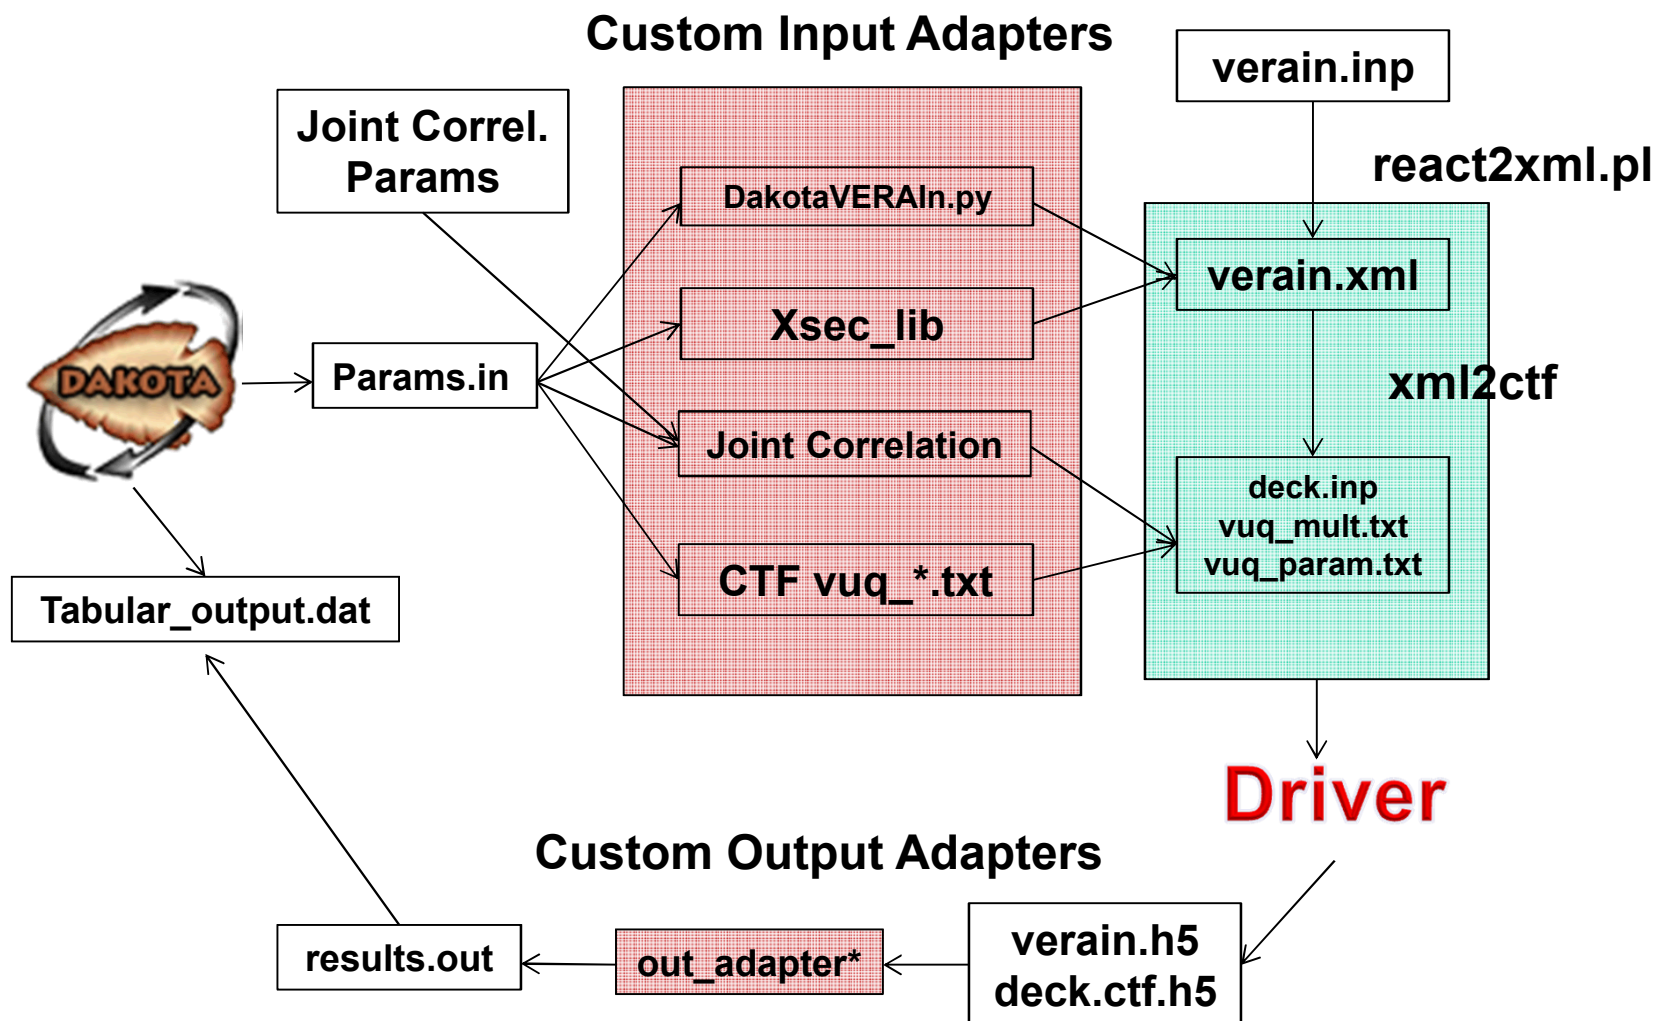 Custom Input Adapters
verain.inp
Joint Correl.
Params
react2xml.pl
DakotaVERAIn.py
verain.xml
Xsec_lib
DAKOTA
Params.in
xml2ctf
Joint Correlation
deck.inp
vuq_mult.txt
vuq_param.txt
CTF vuq_*.txt
Tabular_output.dat
Driver
Custom Output Adapters
verain.h5
deck.ctf.h5
out_adapter*
results.out